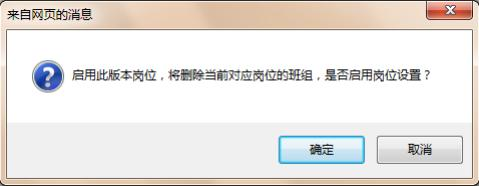 来自网页的消息
启用此版本岗位，将删除当前对应岗位的班组，是否启用岗位设置？
确定
取消